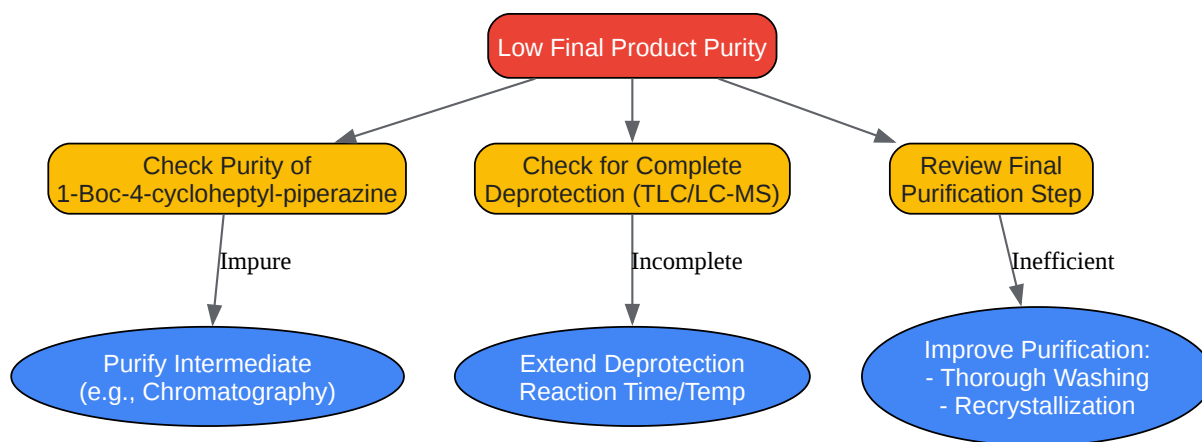 Low Final Product Purity
Check Purity of
1-Boc-4-cycloheptyl-piperazine
Check for Complete
Deprotection (TLC/LC-MS)
Review Final
Purification Step
Impure
Incomplete
Inefficient
Purify Intermediate
(e.g., Chromatography)
Extend Deprotection
Reaction Time/Temp
Improve Purification:
- Thorough Washing
- Recrystallization